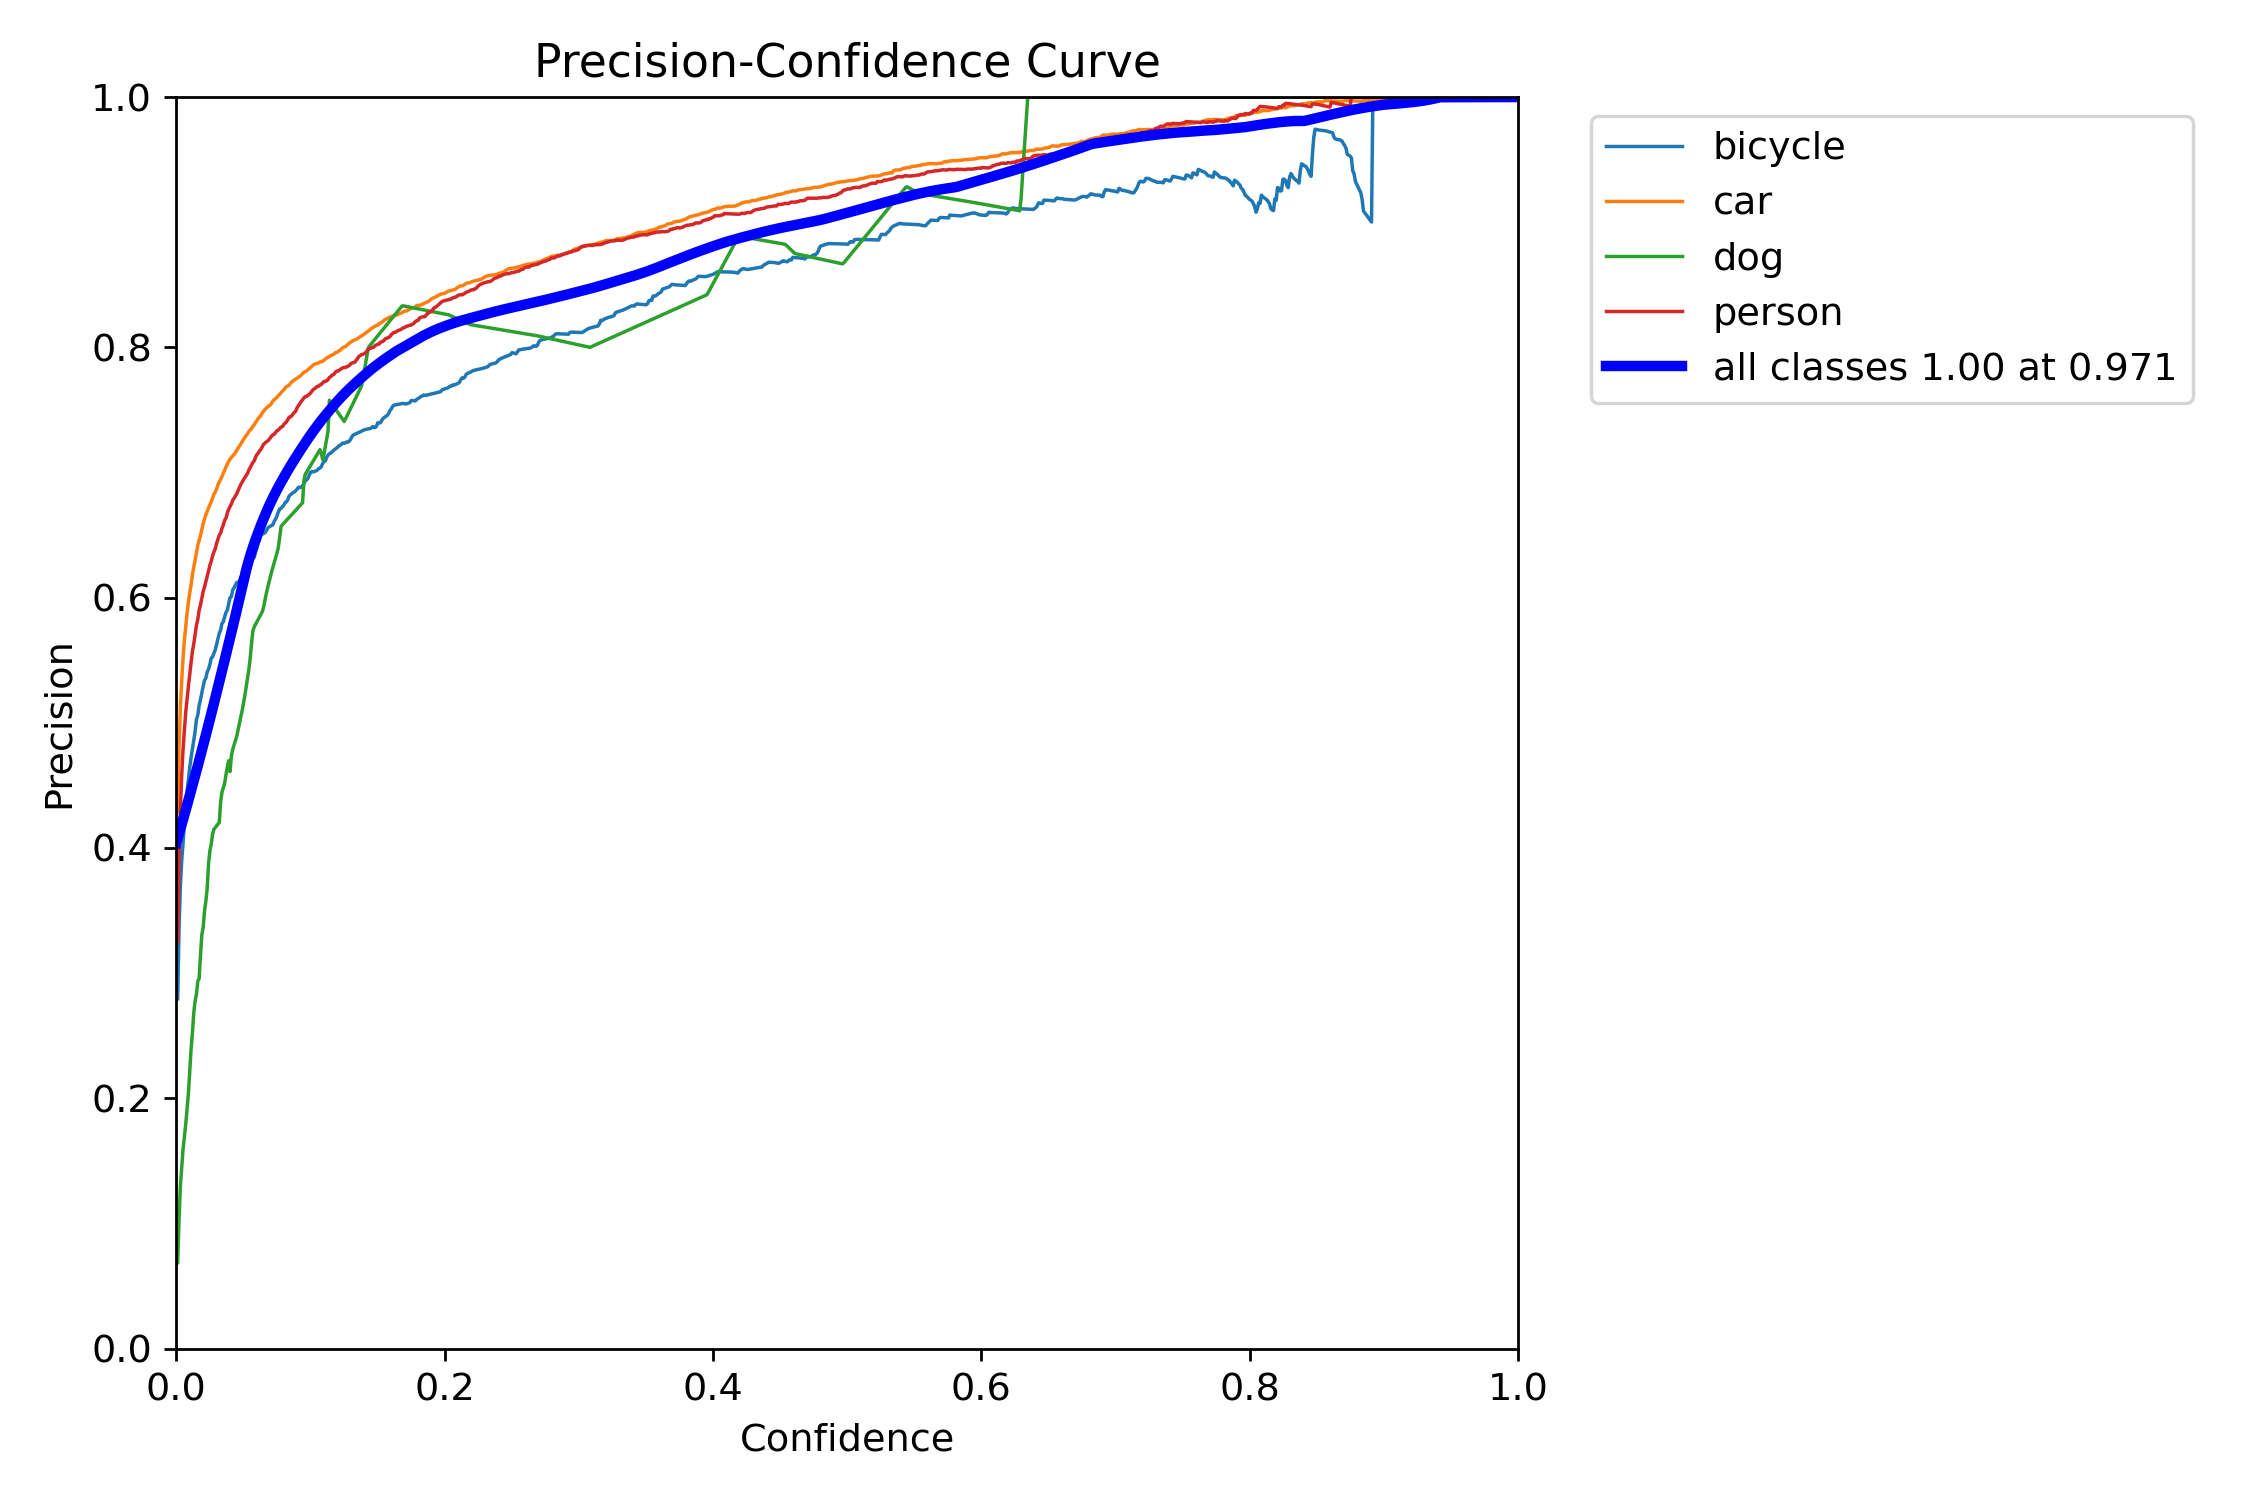 Precision-Confidence Curve
1.0
0.8
0.6
0.4
0.2
0.0
Precision
0.0 0.2 0.4 0.6 0.8 1.0
Confidence
bicycle
car
dog
person
all classes 1.00 at 0.971